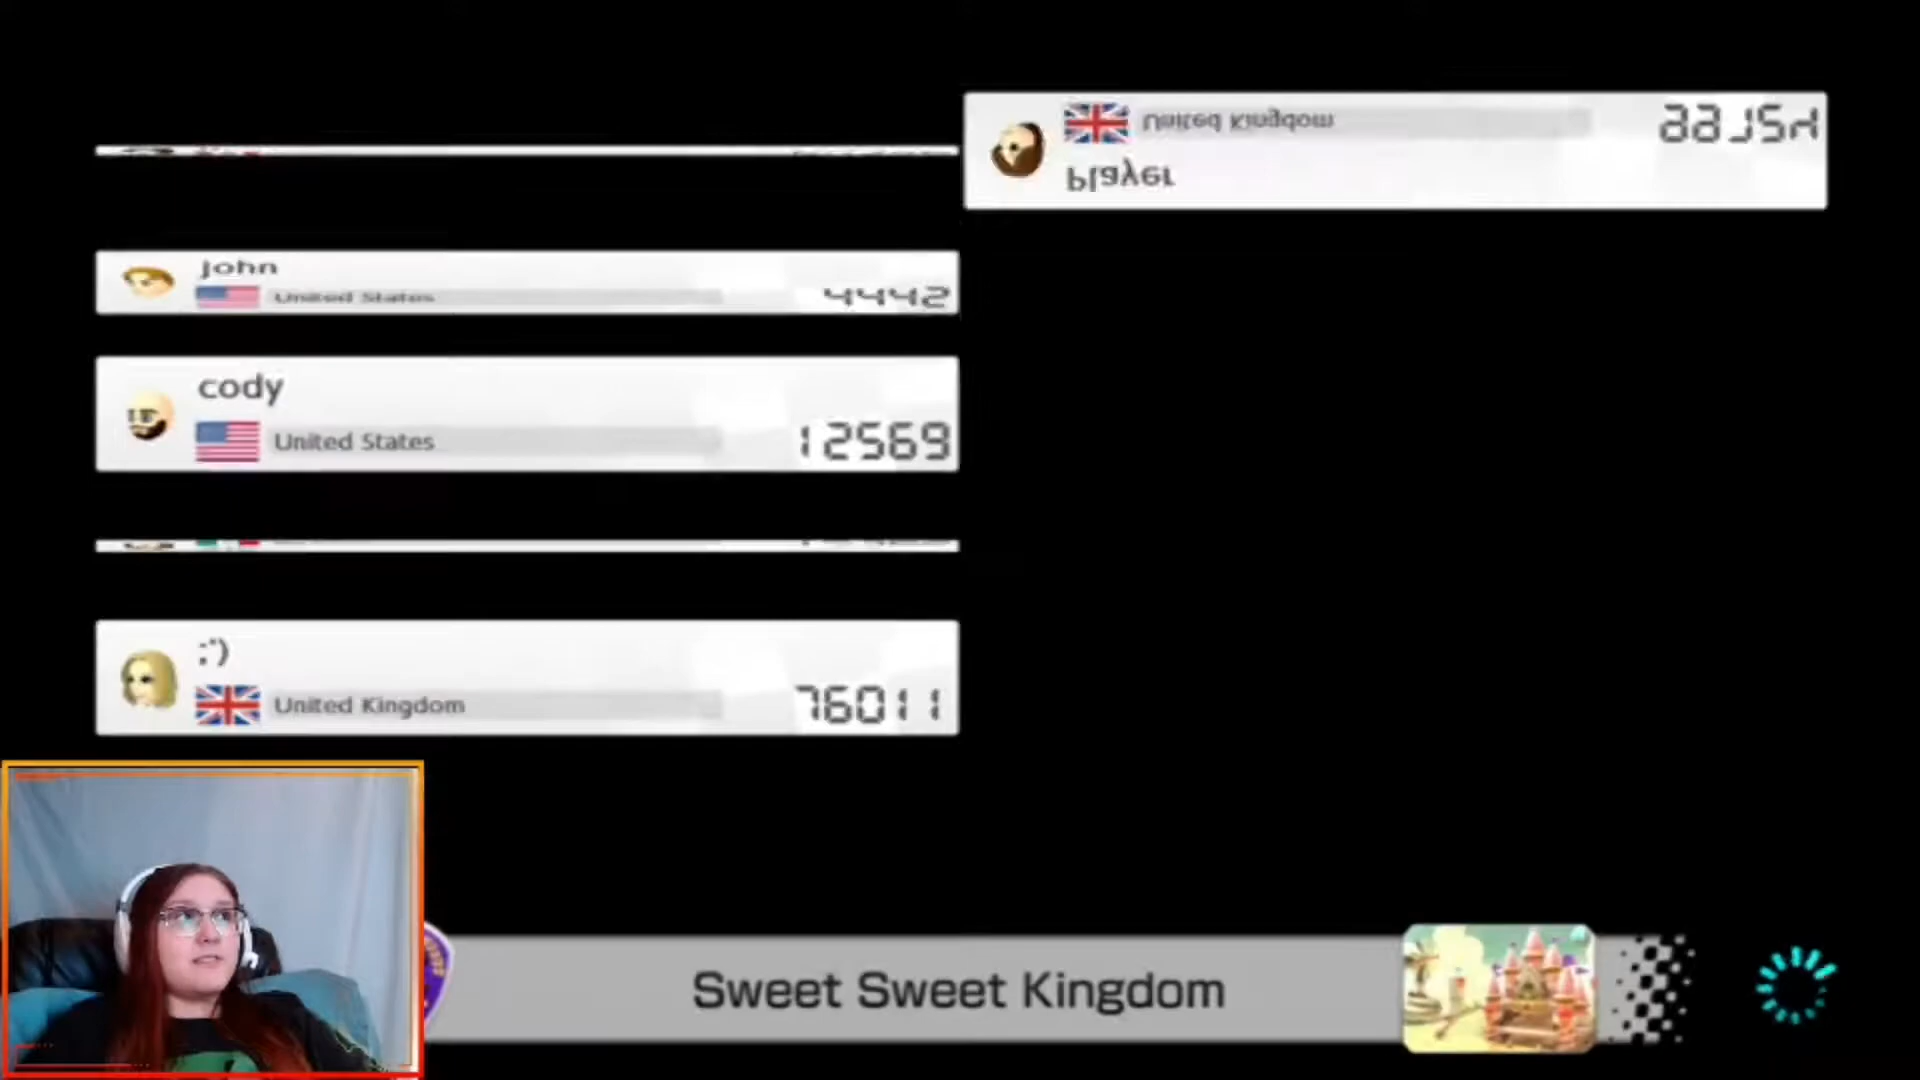 john
United States
4442
cody
United States
12569
:')
United Kingdom
76011
United Kingdom
Player
Sweet Sweet Kingdom